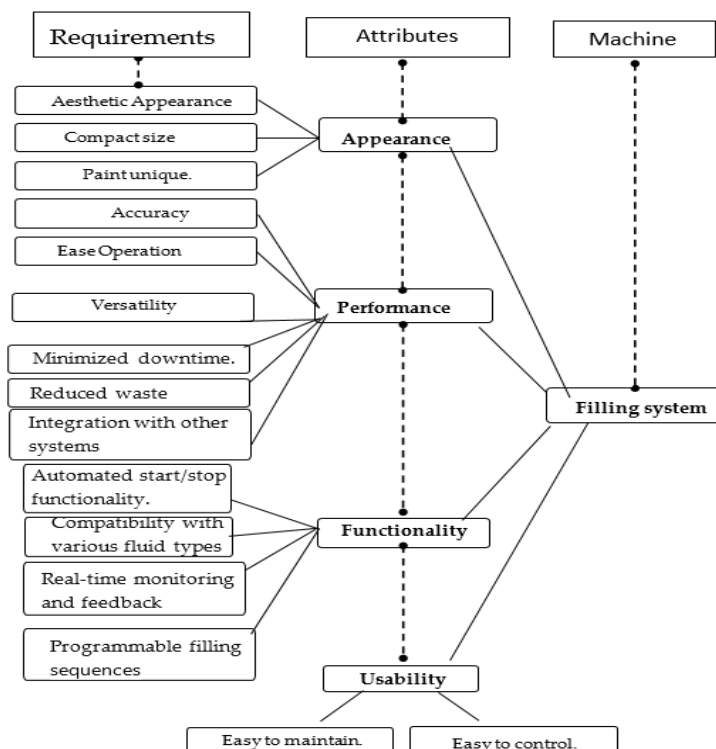 Requirements
Attributes
Machine
Aesthetic Appearance
Compact size
Paint unique.
Appearance
Accuracy
Ease Operation
Versatility
Performance
Minimized downtime.
Reduced waste
Integration with other
systems
Filling system
Automated start/stop
functionality.
Compatibility with
various fluid types
Functionality
Real-time monitoring
and feedback
Programmable filling
sequences
Usability
Easy to maintain.
Easy to control.